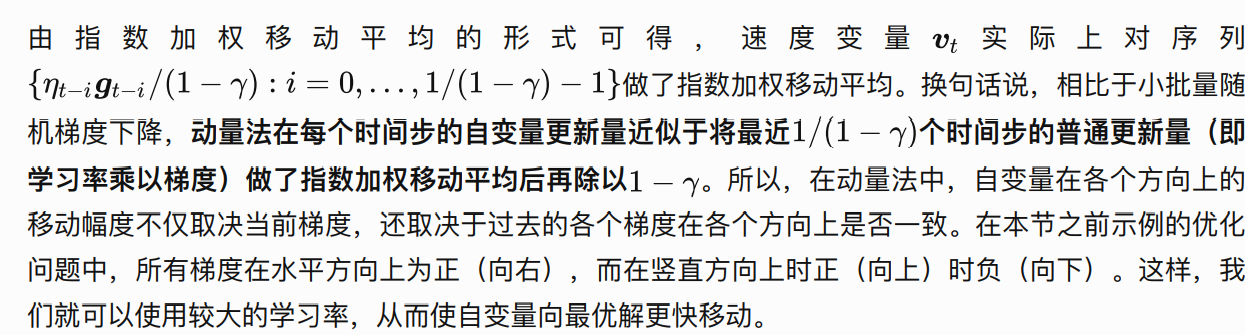 由指数加权移动平均的形式可得，速度变量 $\boldsymbol{v}_t$ 实际上对序列
$\{\eta_{t-i}\boldsymbol{g}_{t-i}/(1-\gamma):i=0,\ldots,1/(1-\gamma)-1\}$做了指数加权移动平均。换句话说，相比于小批量随
机梯度下降，动量法在每个时间步的自变量更新量近似于将最近$1/(1-\gamma)$个时间步的普通更新量（即
学习率乘以梯度）做了指数加权移动平均后再除以$1-\gamma$。所以，在动量法中，自变量在各个方向上的
移动幅度不仅取决当前梯度，还取决于过去的各个梯度在各个方向上是否一致。在本节之前示例的优化
问题中，所有梯度在水平方向上为正（向右），而在竖直方向上时正（向上）时负（向下）。这样，我
们就可以使用较大的学习率，从而使自变量向最优解更快移动。